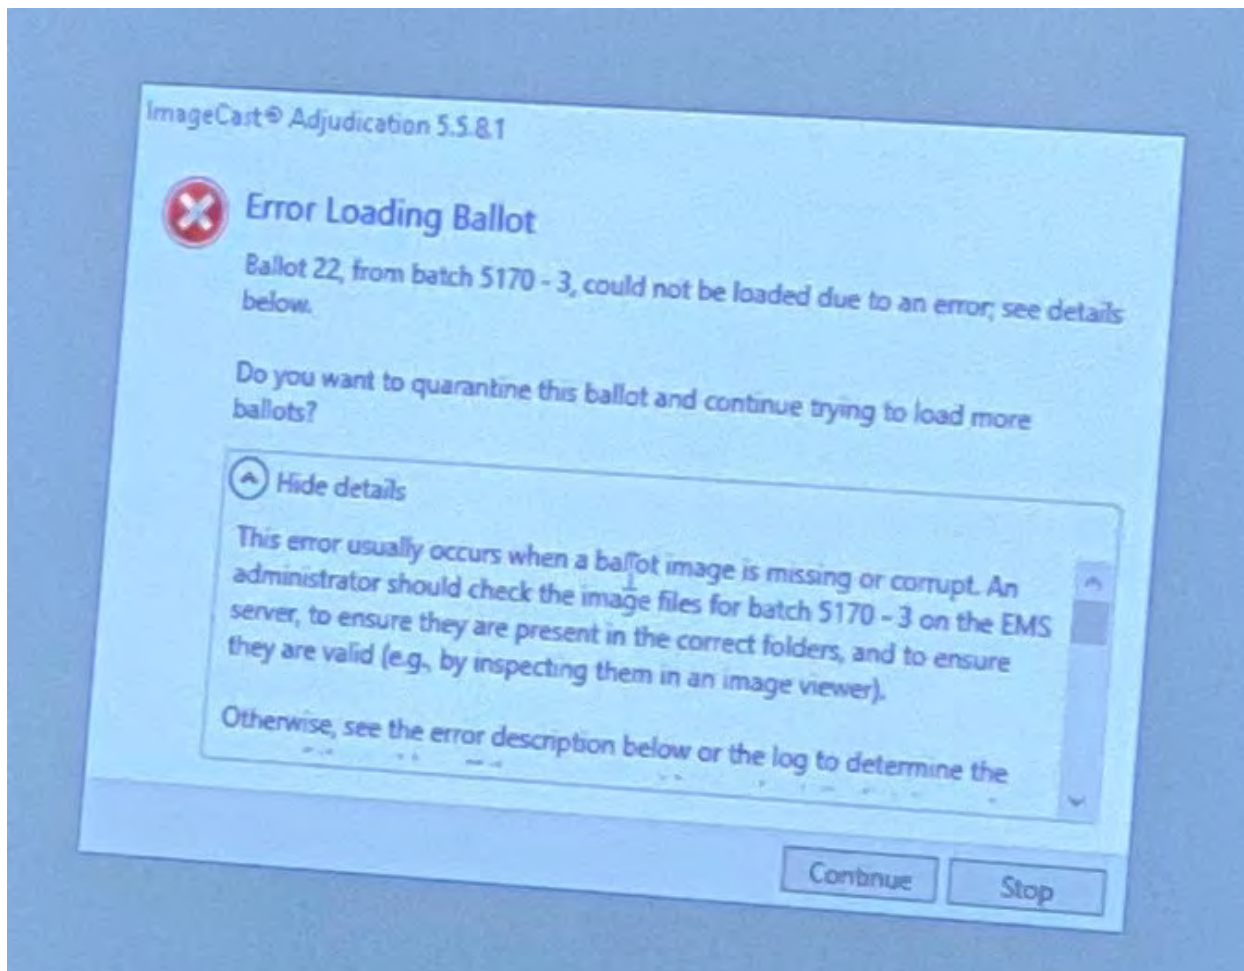 ImageCast® Adjudication 5.5.8.1
Error Loading Ballot
Ballot 22, from batch 5170 - 3, could not be loaded due to an error; see details
below.
Do you want to quarantine this ballot and continue trying to load more
ballots?
Hide details
This error usually occurs when a ballot image is missing or corrupt. An
administrator should check the image files for batch 5170 - 3 on the EMS
server, to ensure they are present in the correct folders, and to ensure
they are valid (e.g., by inspecting them in an image viewer).
Otherwise, see the error description below or the log to determine the
Continue
Stop